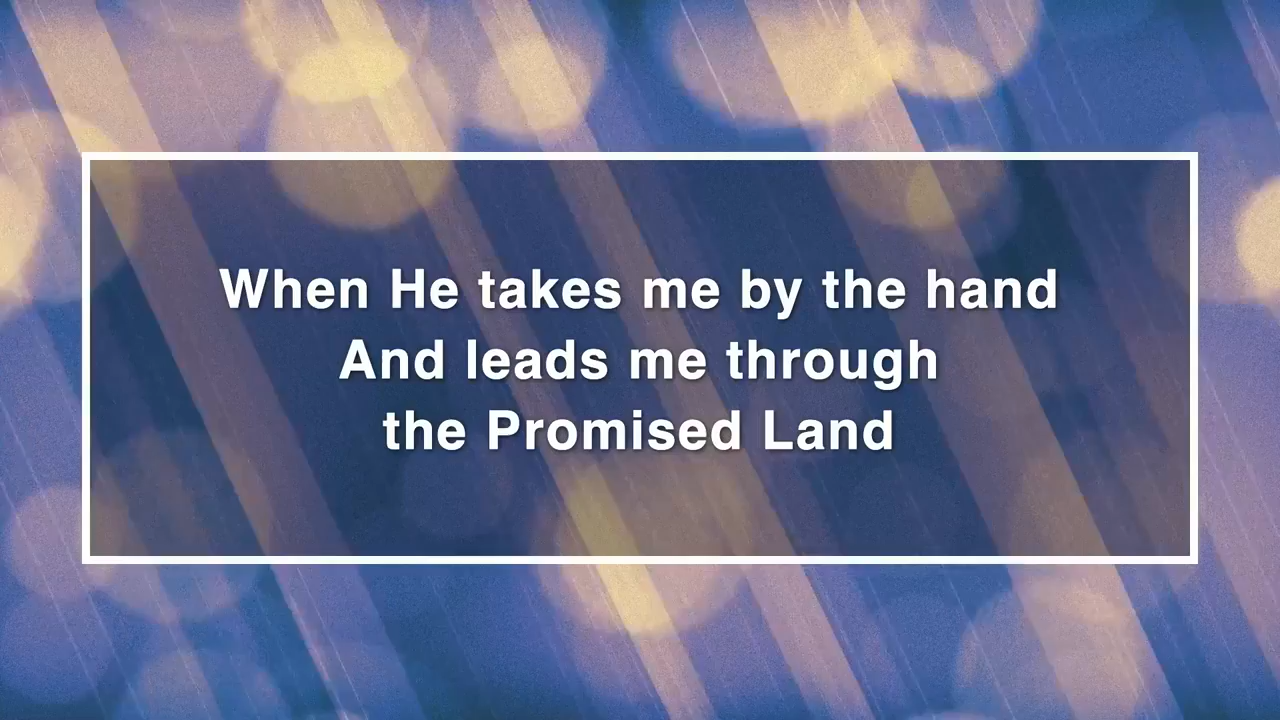 When He takes me by the hand
And leads me through
the Promised Land